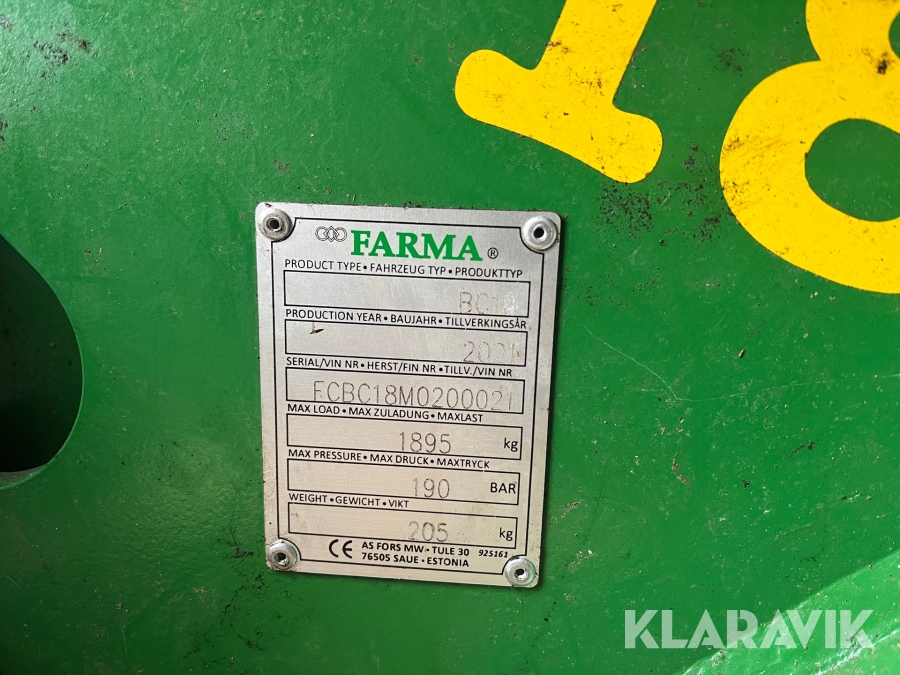 18
FARMA ®
PRODUCT TYPE • FAHRZEUG TYP • PRODUKTTYP
BC18
PRODUCTION YEAR • BAUJAHR • TILLVERKINGSÅR
2021
SERIAL/VIN NR • HERST/FIN NR • TILLV./VIN NR
FCBC18M0200021
MAX LOAD • MAX ZULADUNG • MAXLAST
1895 kg
MAX PRESSURE • MAX DRUCK • MAXTRYCK
190 BAR
WEIGHT • GEWICHT • VIKT
205 kg
CE AS FORS MW • TULE 30 925161
76505 SAUE • ESTONIA
KLARAVIK